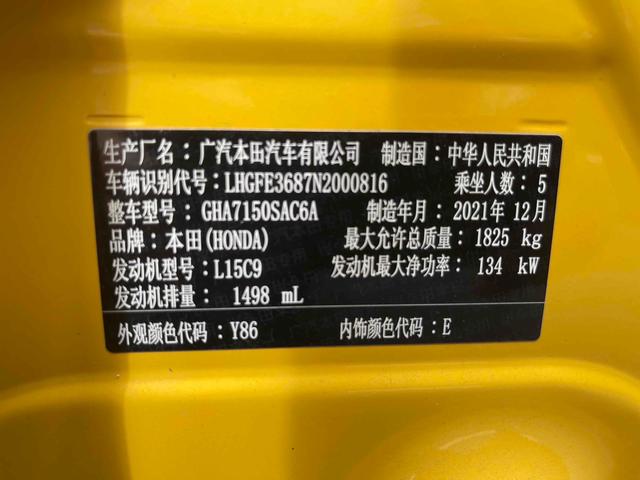 生产厂名：广汽本田汽车有限公司 制造国：中华人民共和国
车辆识别代号：LHGFE3687N2000816 乘坐人数：5
整车型号：GHA7150SAC6A 制造年月：2021年12月
品牌：本田(HONDA) 最大允许总质量：1825 kg
发动机型号：L15C9 发动机最大净功率：134 kW
发动机排量：1498 mL
外观颜色代码：Y86 内饰颜色代码：E